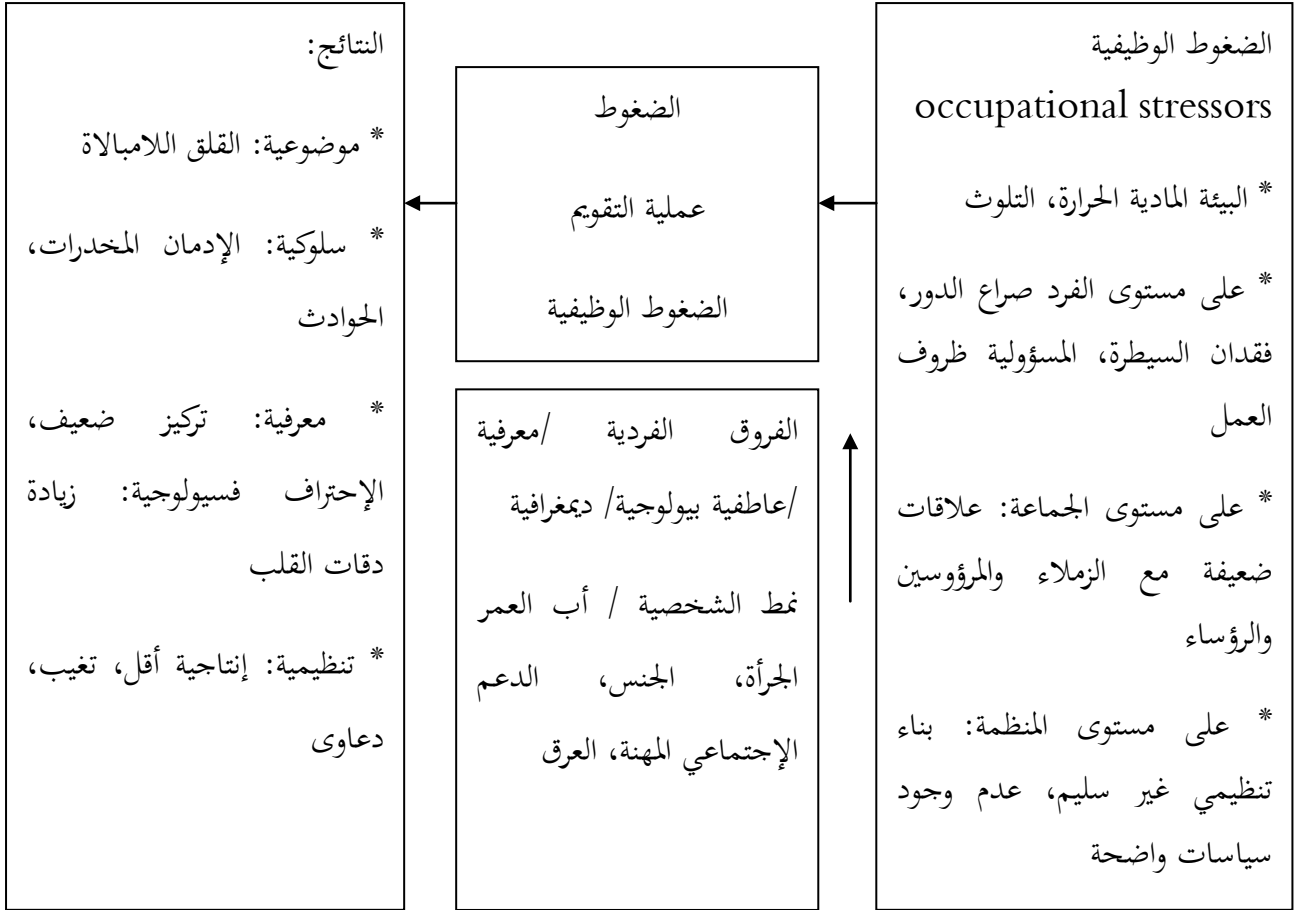 الضغوط الوظيفية
occupational stressors
* البيئة المادية الحرارة، التلوث
* على مستوى الفرد صراع الدور،
فقدان السيطرة، المسؤولية ظروف
العمل
* على مستوى الجماعة: علاقات
ضعيفة مع الزملاء والمرؤوسين
والرؤساء
* على مستوى المنظمة: بناء
تنظيمي غير سليم، عدم وجود
سياسات واضحة
الضغوط
عملية التقويم
الضغوط الوظيفية
الفروق الفردية /معرفية
/عاطفية بيولوجية/ ديمغرافية
نمط الشخصية / أب العمر
الجرأة، الجنس، الدعم
الإجتماعي المهنة، العرق
النتائج:
* موضوعية: القلق اللامبالاة
* سلوكية: الإدمان المخدرات،
الحوادث
* معرفية: تركيز ضعيف،
الإحتراف فسيولوجية: زيادة
دقات القلب
* تنظيمية: إنتاجية أقل، تغيب،
دعاوى